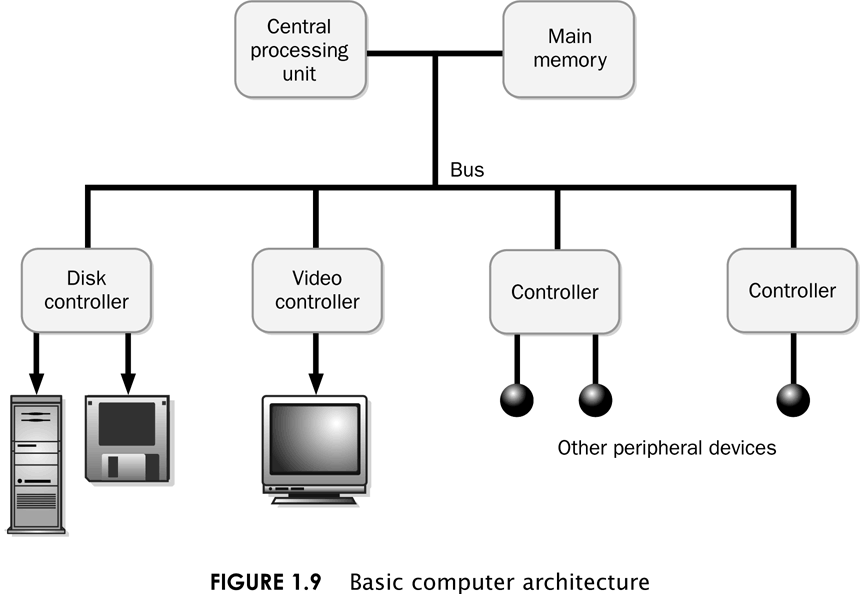 Central
processing
unit
Main
memory
Bus
Disk
controller
Video
controller
Controller
Controller
Other peripheral devices
FIGURE 1.9 Basic computer architecture